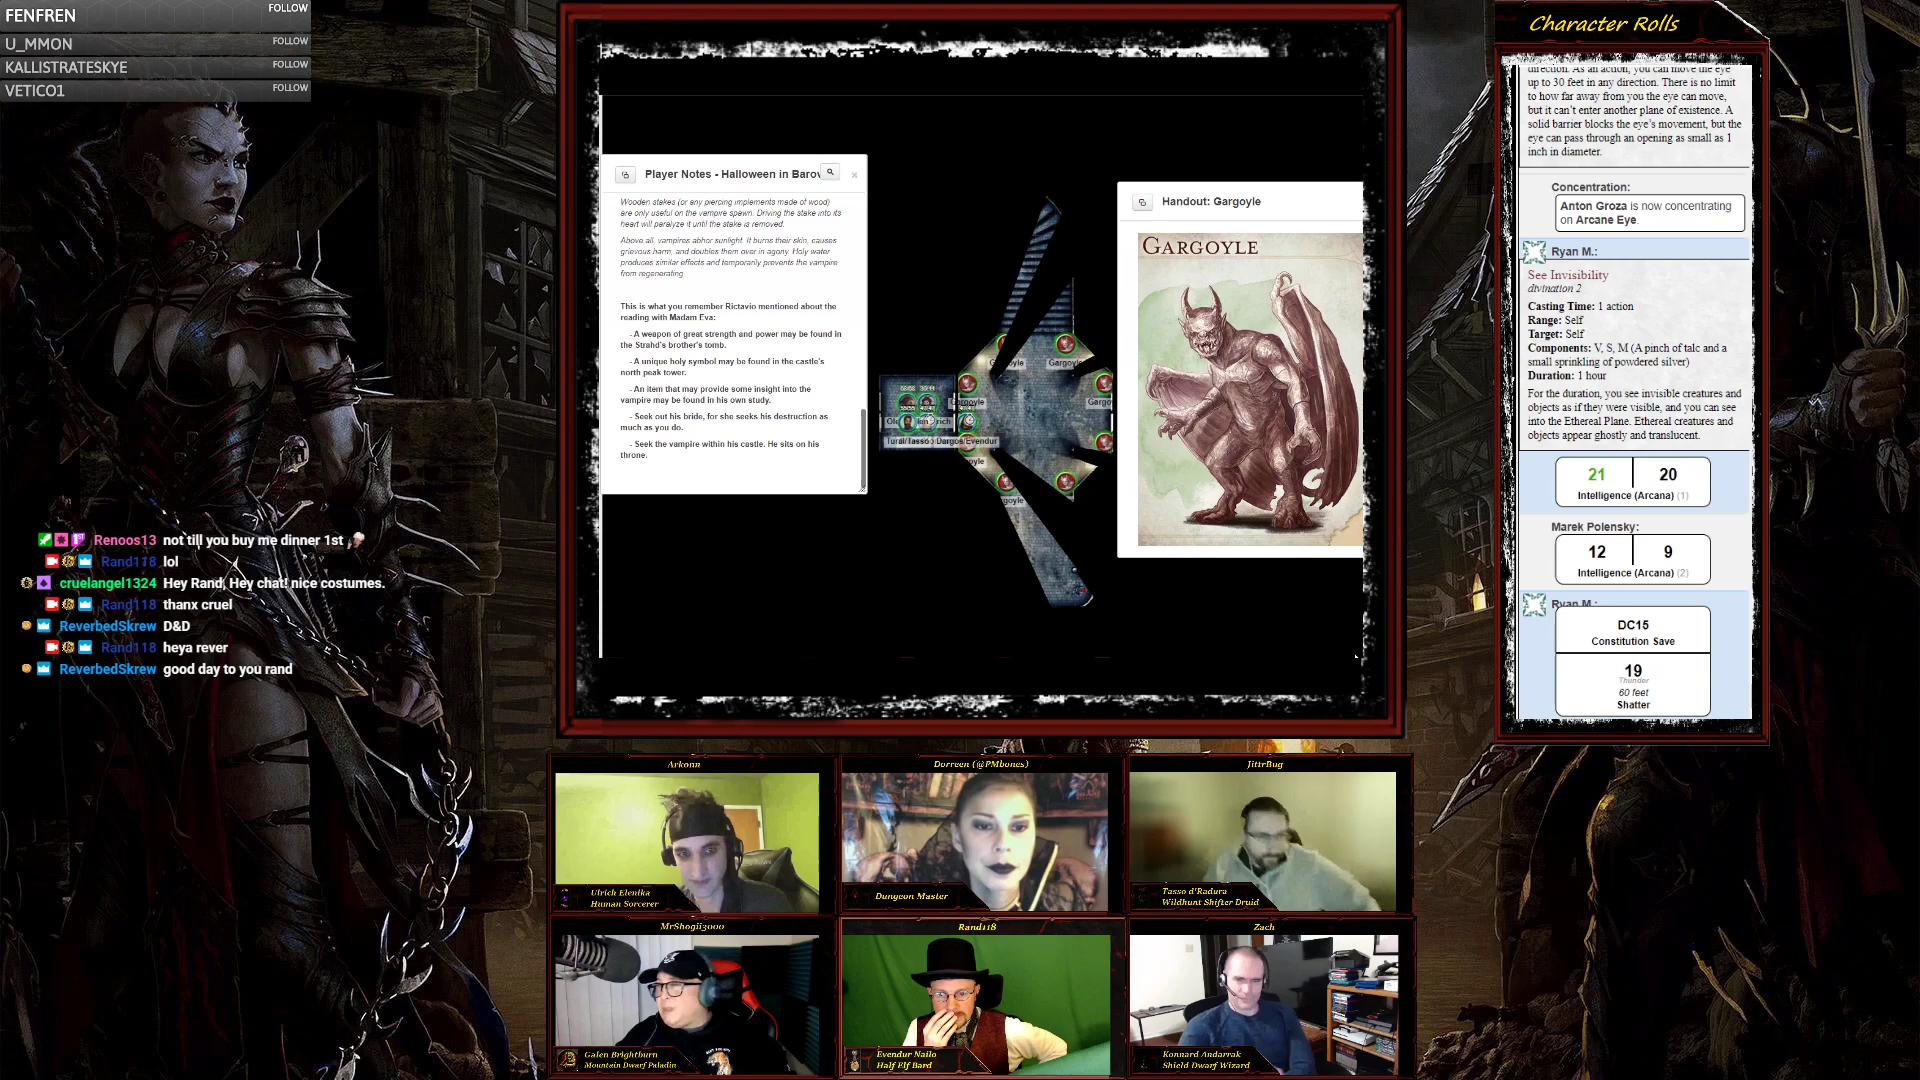 FENFREN FOLLOW
U_MMON FOLLOW
KALLISTRATESKYE FOLLOW
VETICO1 FOLLOW
Renoos13 not till you buy me dinner 1st
Rand118 lol
cruelangel1324 Hey Rand, Hey chat! nice costumes.
Rand118 thanx cruel
ReverbedSkrew D&D
Rand118 heya rever
ReverbedSkrew good day to you rand
Player Notes - Halloween in Barov
Wooden stakes (or any piercing implements made of wood)
are only useful on the vampire spawn. Driving the stake into its
heart will paralyze it until the stake is removed.
Above all, vampires abhor sunlight. It burns their skin, causes
grievous harm, and doubles them over in agony. Holy water
produces similar effects and temporarily prevents the vampire
from regenerating.
This is what you remember Rictavio mentioned about the
reading with Madam Eva:
- A weapon of great strength and power may be found in
the Strahd's brother's tomb.
- A unique holy symbol may be found in the castle's
north peak tower.
- An item that may provide some insight into the
vampire may be found in his own study.
- Seek out his bride, for she seeks his destruction as
much as you do.
- Seek the vampire within his castle. He sits on his
throne.
Gargoyle
Gargoyle
Handout: Gargoyle
GARGOYLE
Character Rolls
direction. As an action, you can move the eye
up to 30 feet in any direction. There is no limit
to how far away from you the eye can move,
but it can't enter another plane of existence. A
solid barrier blocks the eye's movement, but the
eye can pass through an opening as small as 1
inch in diameter.
Concentration:
Anton Groza is now concentrating
on Arcane Eye.
Ryan M.:
See Invisibility
divination 2
Casting Time: 1 action
Range: Self
Target: Self
Components: V, S, M (A pinch of talc and a
small sprinkling of powdered silver)
Duration: 1 hour
For the duration, you see invisible creatures and
objects as if they were visible, and you can see
into the Ethereal Plane. Ethereal creatures and
objects appear ghostly and translucent.
21 20
Intelligence (Arcana) (1)
Marek Polensky:
12 9
Intelligence (Arcana) (2)
Ryan M.:
DC15
Constitution Save
19
Thunder
60 feet
Shatter
Arkonn
Ulrich Elenika
Human Sorcerer
Dorreen (@PMbones)
Dungeon Master
JittrBug
Tasso d'Radura
Wildhunt Shifter Druid
MrShogii3000
Galen Brightburn
Mountain Dwarf Paladin
Rand118
Evendur Nailo
Half Elf Bard
Zach
Konnard Andarrak
Shield Dwarf Wizard